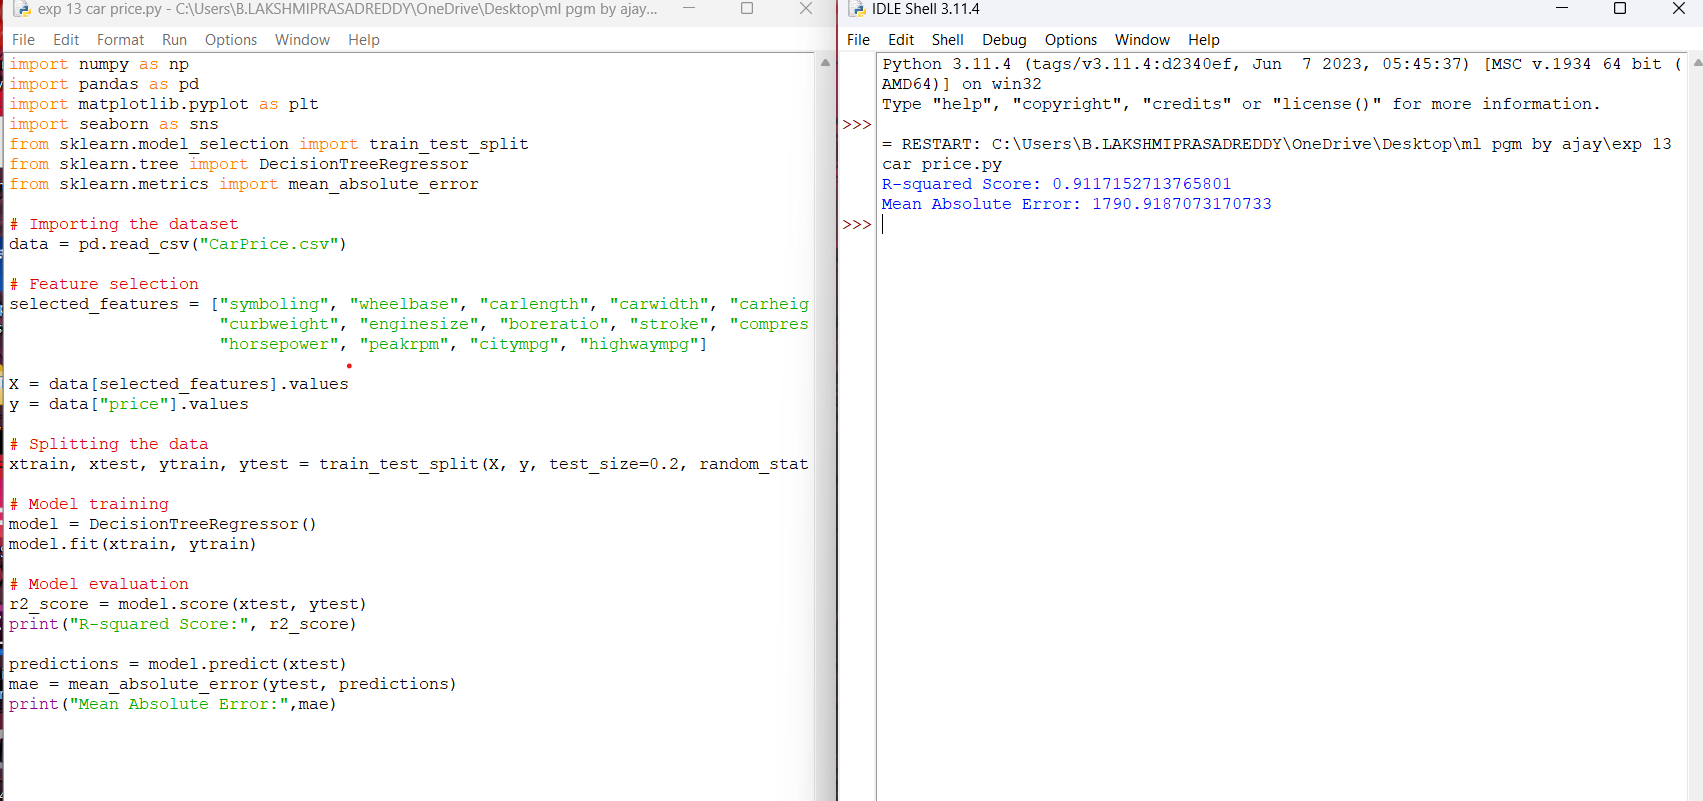 exp 13 car price.py - C:\Users\B.LAKSHMIPRASADREDDY\OneDrive\Desktop\ml pgm by ajay...
File Edit Format Run Options Window Help
import numpy as np
import pandas as pd
import matplotlib.pyplot as plt
import seaborn as sns
from sklearn.model_selection import train_test_split
from sklearn.tree import DecisionTreeRegressor
from sklearn.metrics import mean_absolute_error

# Importing the dataset
data = pd.read_csv("CarPrice.csv")

# Feature selection
selected_features = ["symboling", "wheelbase", "carlength", "carwidth", "carheig
"curbweight", "enginesize", "boreratio", "stroke", "compres
"horsepower", "peakrpm", "citympg", "highwaympg"]

X = data[selected_features].values
y = data["price"].values

# Splitting the data
xtrain, xtest, ytrain, ytest = train_test_split(X, y, test_size=0.2, random_stat

# Model training
model = DecisionTreeRegressor()
model.fit(xtrain, ytrain)

# Model evaluation
r2_score = model.score(xtest, ytest)
print("R-squared Score:", r2_score)

predictions = model.predict(xtest)
mae = mean_absolute_error(ytest, predictions)
print("Mean Absolute Error:",mae)
IDLE Shell 3.11.4
File Edit Shell Debug Options Window Help
Python 3.11.4 (tags/v3.11.4:d2340ef, Jun  7 2023, 05:45:37) [MSC v.1934 64 bit (
AMD64)] on win32
Type "help", "copyright", "credits" or "license()" for more information.
>>>
= RESTART: C:\Users\B.LAKSHMIPRASADREDDY\OneDrive\Desktop\ml pgm by ajay\exp 13
car price.py
R-squared Score: 0.9117152713765801
Mean Absolute Error: 1790.9187073170733
>>>